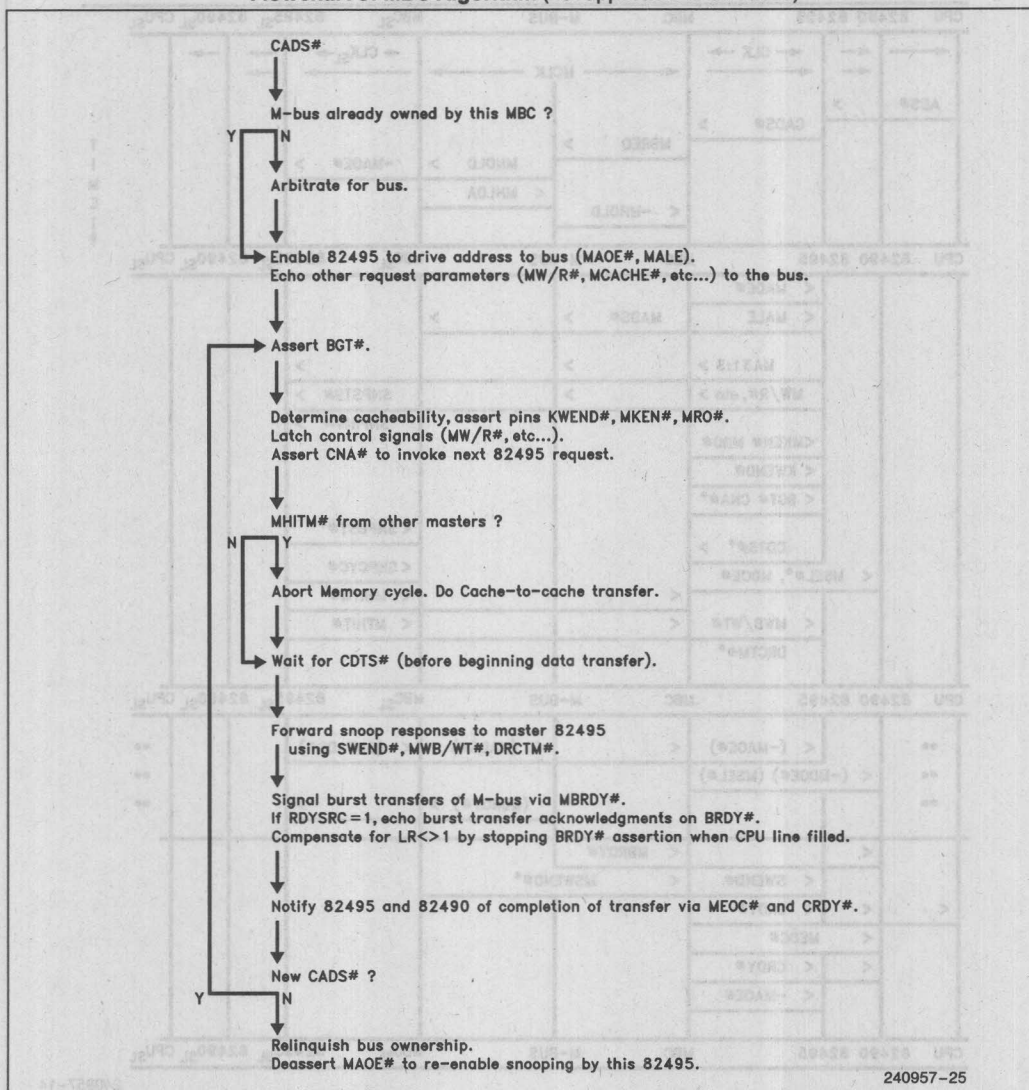 CADS#
M-bus already owned by this MBC ?
Y N
Arbitrate for bus.
Enable 82495 to drive address to bus (MAOE#, MALE).
Echo other request parameters (MW/R#, MCACHE#, etc...) to the bus.
Assert BGT#.
Determine cacheability, assert pins KWEND#, MKEN#, MRO#.
Latch control signals (MW/R#, etc...).
Assert CNA# to invoke next 82495 request.
MHITM# from other masters ?
N Y
Abort Memory cycle. Do Cache-to-cache transfer.
Wait for CDTS# (before beginning data transfer).
Forward snoop responses to master 82495
using SWEND#, MWB/WT#, DRCTM#.
Signal burst transfers of M-bus via MBRDY#.
If RDYSRC=1, echo burst transfer acknowledgments on BRDY#.
Compensate for LR<>1 by stopping BRDY# assertion when CPU line filled.
Notify 82495 and 82490 of completion of transfer via MEOC# and CRDY#.
New CADS# ?
Y N
Relinquish bus ownership.
Deassert MAOE# to re-enable snooping by this 82495.
240957-25